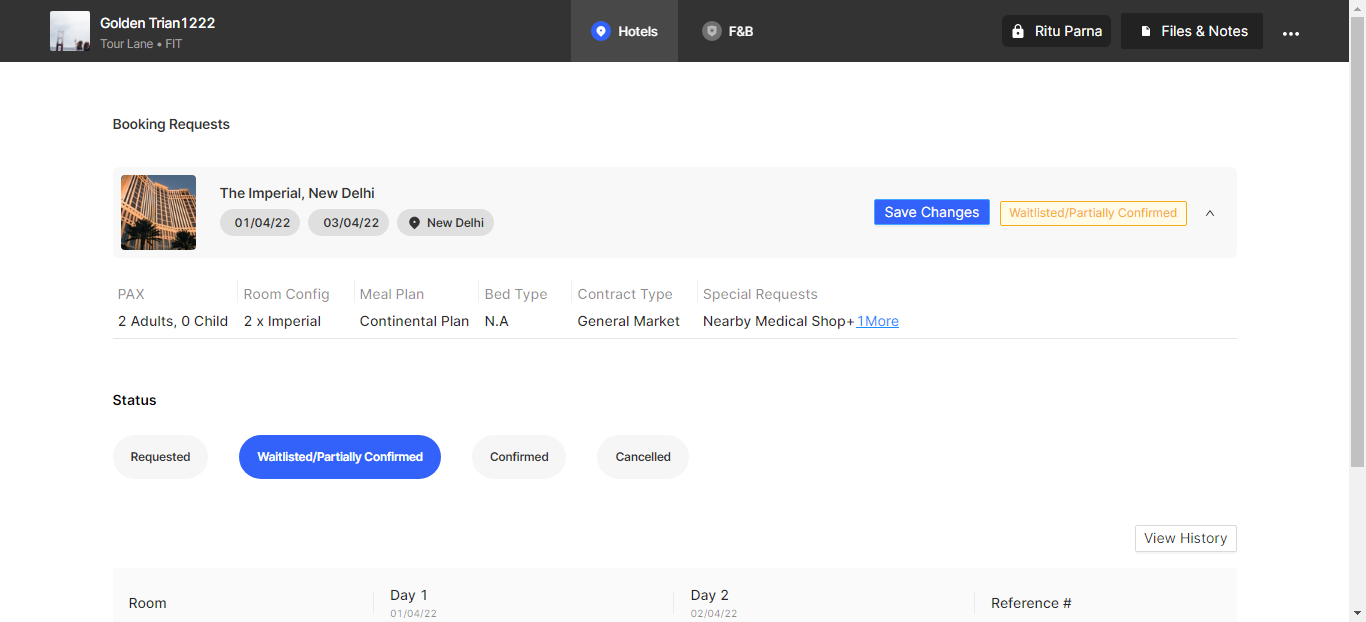 Golden Trian1222
Tour Lane • FIT
Hotels
F&B
Ritu Parna
Files & Notes
Booking Requests
The Imperial, New Delhi
01/04/22
03/04/22
New Delhi
Save Changes
Waitlisted/Partially Confirmed
PAX
Room Config
Meal Plan
Bed Type
Contract Type
Special Requests
2 Adults, 0 Child
2 x Imperial
Continental Plan
N.A
General Market
Nearby Medical Shop+1More
Status
Requested
Waitlisted/Partially Confirmed
Confirmed
Cancelled
View History
Room
Day 1
01/04/22
Day 2
02/04/22
Reference #